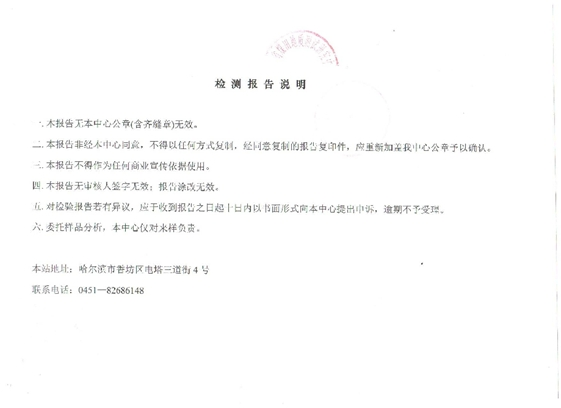 检测报告说明
一.本报告无本中心公章(含齐缝章)无效。
二.本报告非经本中心同意，不得以任何方式复制，经同意复制的报告复印件，应重新加盖我中心公章予以确认。
三.本报告不得作为任何商业宣传依据使用。
四.本报告无审核人签字无效；报告涂改无效。
五.对检验报告若有异议，应于收到报告之日起十日内以书面形式向本中心提出申诉，逾期不予受理。
六.委托样品分析，本中心仅对来样负责。
本站地址：哈尔滨市香坊区电塔三道街4号
联系电话：0451—82686148